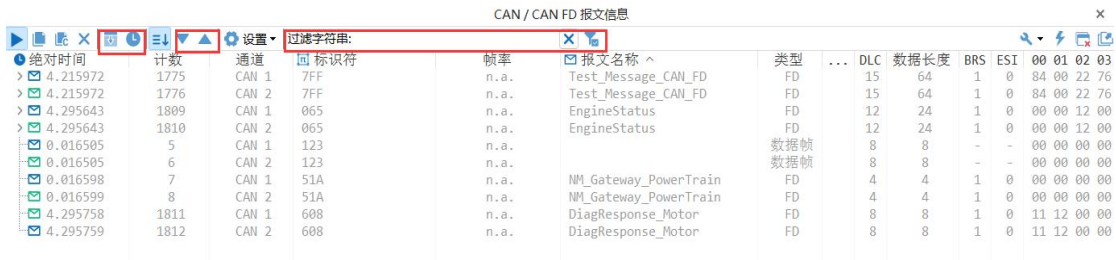 CAN / CAN FD 报文信息
设置 过滤字符串:
绝对时间 计数 通道 标识符 帧率 报文名称 类型 ... DLC 数据长度 BRS ESI 00 01 02 03
4.215972 1775 CAN 1 7FF n.a. Test_Message_CAN_FD FD 15 64 1 0 84 00 22 76
4.215972 1776 CAN 2 7FF n.a. Test_Message_CAN_FD FD 15 64 1 0 84 00 22 76
4.295643 1809 CAN 1 065 n.a. EngineStatus FD 12 24 1 0 00 00 12 00
4.295643 1810 CAN 2 065 n.a. EngineStatus FD 12 24 1 0 00 00 12 00
0.016505 5 CAN 1 123 n.a. 数据帧 8 8 - - 00 00 00 00
0.016505 6 CAN 2 123 n.a. 数据帧 8 8 - - 00 00 00 00
0.016598 7 CAN 1 51A n.a. NM_Gateway_PowerTrain FD 4 4 1 0 00 00 00 00
0.016599 8 CAN 2 51A n.a. NM_Gateway_PowerTrain FD 4 4 1 0 00 00 00 00
4.295758 1811 CAN 1 608 n.a. DiagResponse_Motor FD 8 8 1 0 11 12 00 00
4.295759 1812 CAN 2 608 n.a. DiagResponse_Motor FD 8 8 1 0 11 12 00 00